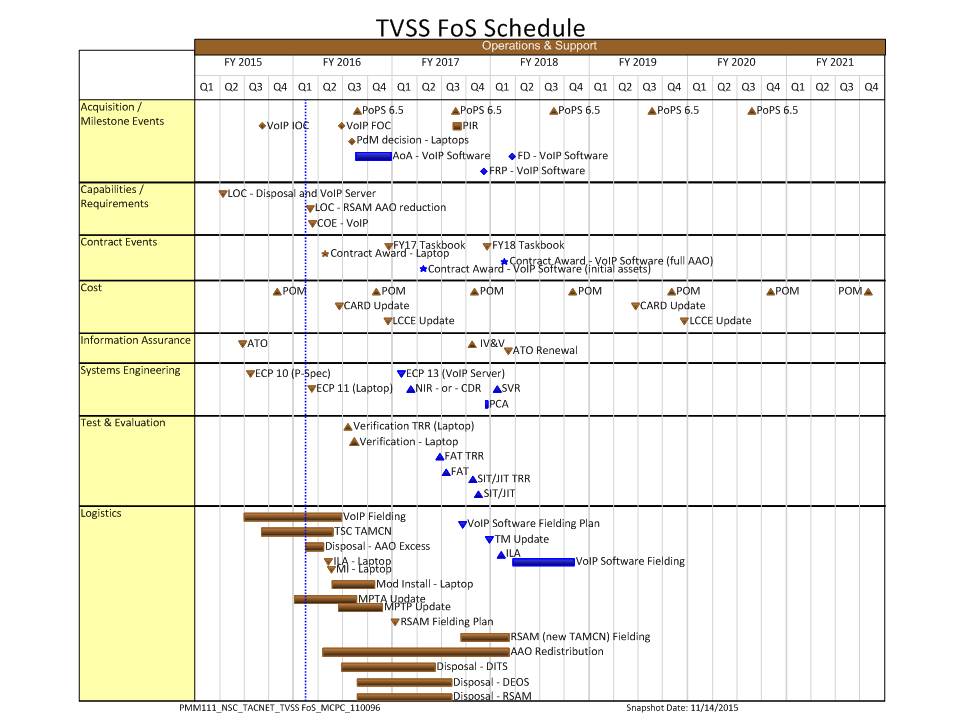 TVSS FoS Schedule
Operations & Support
FY 2015 FY 2016 FY 2017 FY 2018 FY 2019 FY 2020 FY 2021
Q1 Q2 Q3 Q4 Q1 Q2 Q3 Q4 Q1 Q2 Q3 Q4 Q1 Q2 Q3 Q4 Q1 Q2 Q3 Q4 Q1 Q2 Q3 Q4 Q1 Q2 Q3 Q4
Acquisition /
Milestone Events
PoPS 6.5 PoPS 6.5 PoPS 6.5 PoPS 6.5 PoPS 6.5
VoIP IOC VoIP FOC PIR
PdM decision - Laptops
AoA - VoIP Software FD - VoIP Software
FRP - VoIP Software
Capabilities /
Requirements
LOC - Disposal and VoIP Server
LOC - RSAM AAO reduction
COE - VoIP
Contract Events
FY17 Taskbook FY18 Taskbook
Contract Award - Laptop
Contract Award - VoIP Software (full AAO)
Contract Award - VoIP Software (initial assets)
Cost
POM POM POM POM POM POM POM
CARD Update CARD Update
LCCE Update LCCE Update
Information Assurance
ATO IV&V
ATO Renewal
Systems Engineering
ECP 10 (P-Spec) ECP 13 (VoIP Server)
ECP 11 (Laptop) NIR - or - CDR SVR
PCA
Test & Evaluation
Verification TRR (Laptop)
Verification - Laptop
FAT TRR
FAT
SIT/JIT TRR
SIT/JIT
Logistics
VoIP Fielding
VoIP Software Fielding Plan
TSC TAMCN
TM Update
Disposal - AAO Excess
ILA
ILA - Laptop VoIP Software Fielding
MI - Laptop
Mod Install - Laptop
MPTA Update
MPTP Update
RSAM Fielding Plan
RSAM (new TAMCN) Fielding
AAO Redistribution
Disposal - DITS
Disposal - DEOS
Disposal - RSAM
PMM111_NSC_TACNET_TVSS FoS_MCPC_110096 Snapshot Date: 11/14/2015